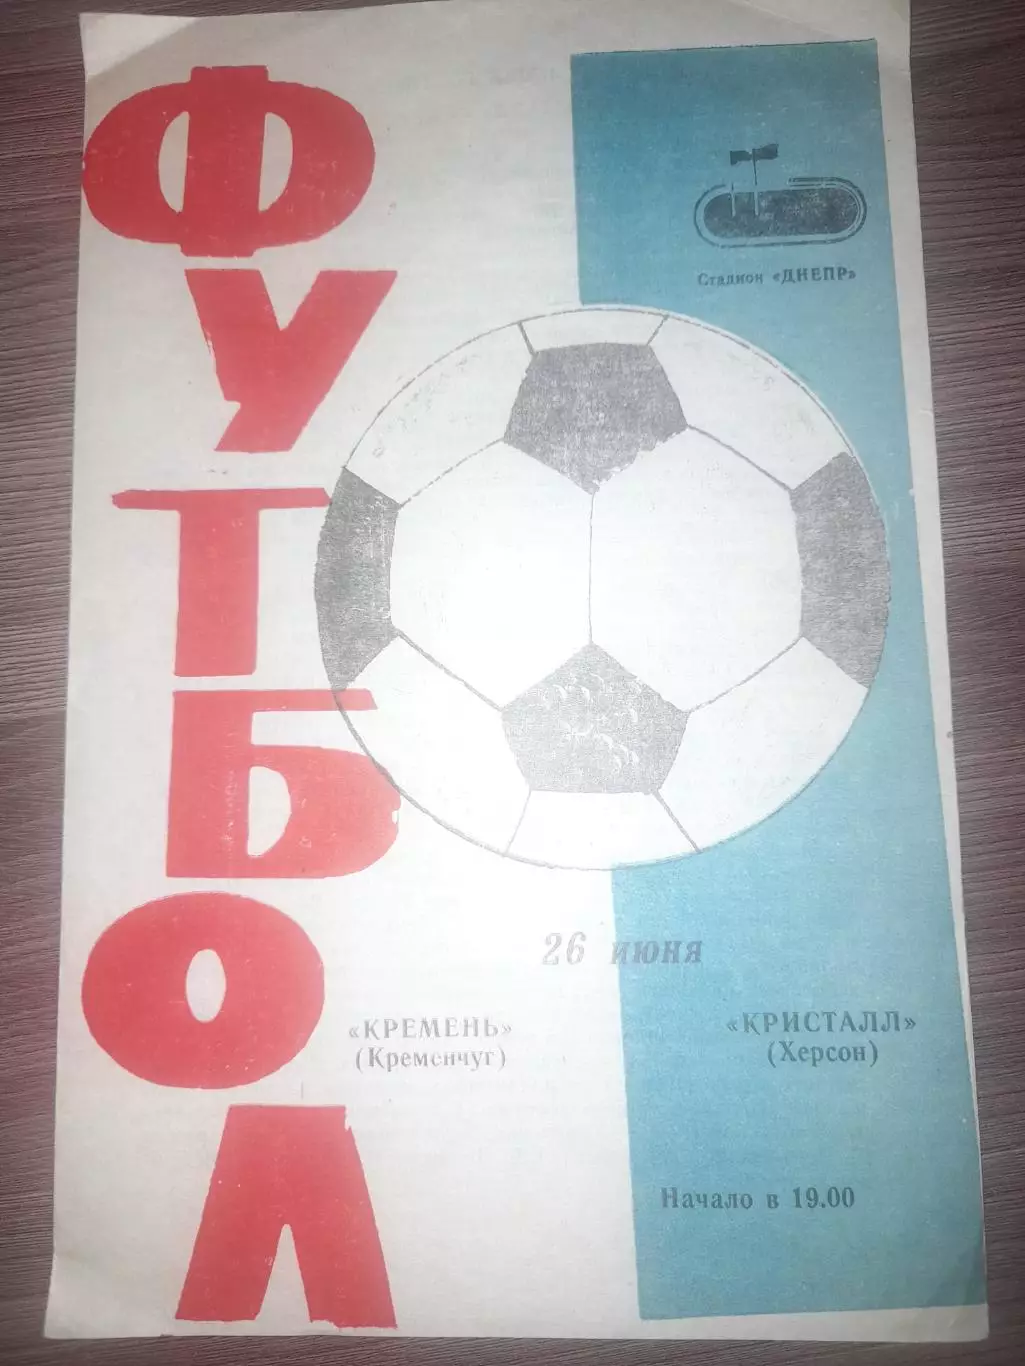 ФУТБОЛ
Стадион «ДНЕПР»
26 июня
«КРЕМЕНЬ»
(Кременчуг)
«КРИСТАЛЛ»
(Херсон)
Начало в 19.00